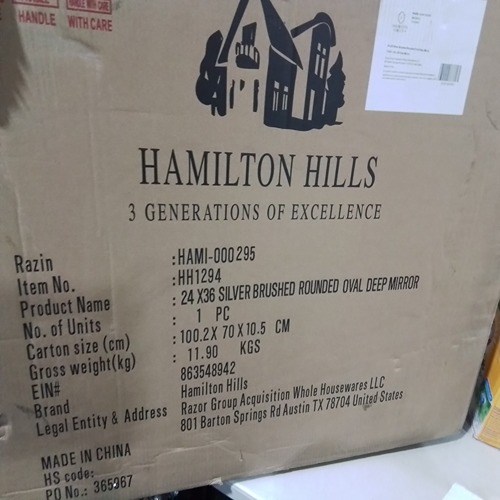 HANDLE WITH CARE
HAMILTON HILLS
3 GENERATIONS OF EXCELLENCE
Razin :HAMI-000295
Item No. :HH1294
Product Name : 24 X36 SILVER BRUSHED ROUNDED OVAL DEEP MIRROR
No. of Units : 1 PC
Carton size (cm) : 100.2X 70 X 10.5 CM
Gross weight(kg) : 11.90 KGS
EIN# 863548942
Brand Hamilton Hills
Legal Entity & Address Razor Group Acquisition Whole Housewares LLC
801 Barton Springs Rd Austin TX 78704 United States
MADE IN CHINA
HS code:
PO No.: